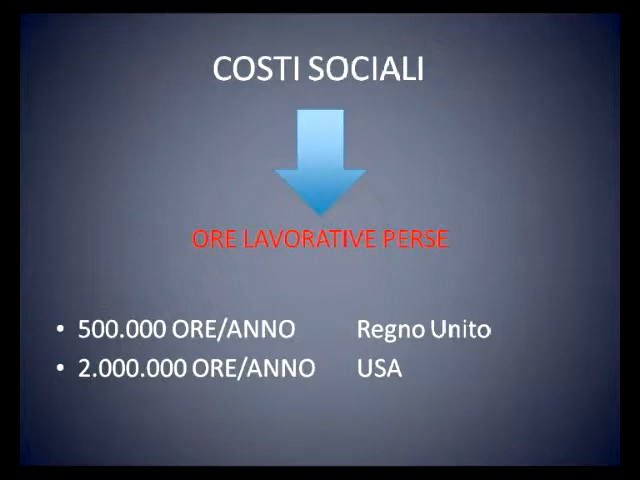 COSTI SOCIALI
ORE LAVORATIVE PERSE
• 500.000 ORE/ANNO Regno Unito
• 2.000.000 ORE/ANNO USA